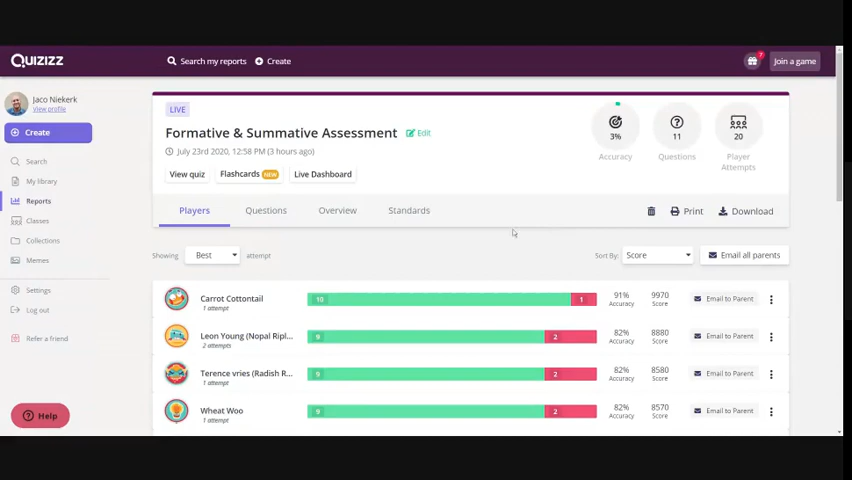 QUIZIZZ
Search my reports
Create
7
Join a game
Jaco Niekerk
View profile
Create
Search
My library
Reports
Classes
Collections
Memes
Settings
Log out
Refer a friend
Help
LIVE
Formative & Summative Assessment
Edit
July 23rd 2020, 12:58 PM (3 hours ago)
View quiz
Flashcards NEW
Live Dashboard
3%
Accuracy
11
Questions
20
Player
Attempts
Players
Questions
Overview
Standards
Print
Download
Showing
Best
attempt
Sort By:
Score
Email all parents
Carrot Cottontail
1 attempt
10
1
91%
Accuracy
9970
Score
Email to Parent
Leon Young (Nopal Ripl...
2 attempts
9
2
82%
Accuracy
8880
Score
Email to Parent
Terence vries (Radish R...
1 attempt
9
2
82%
Accuracy
8580
Score
Email to Parent
Wheat Woo
1 attempt
9
2
82%
Accuracy
8570
Score
Email to Parent